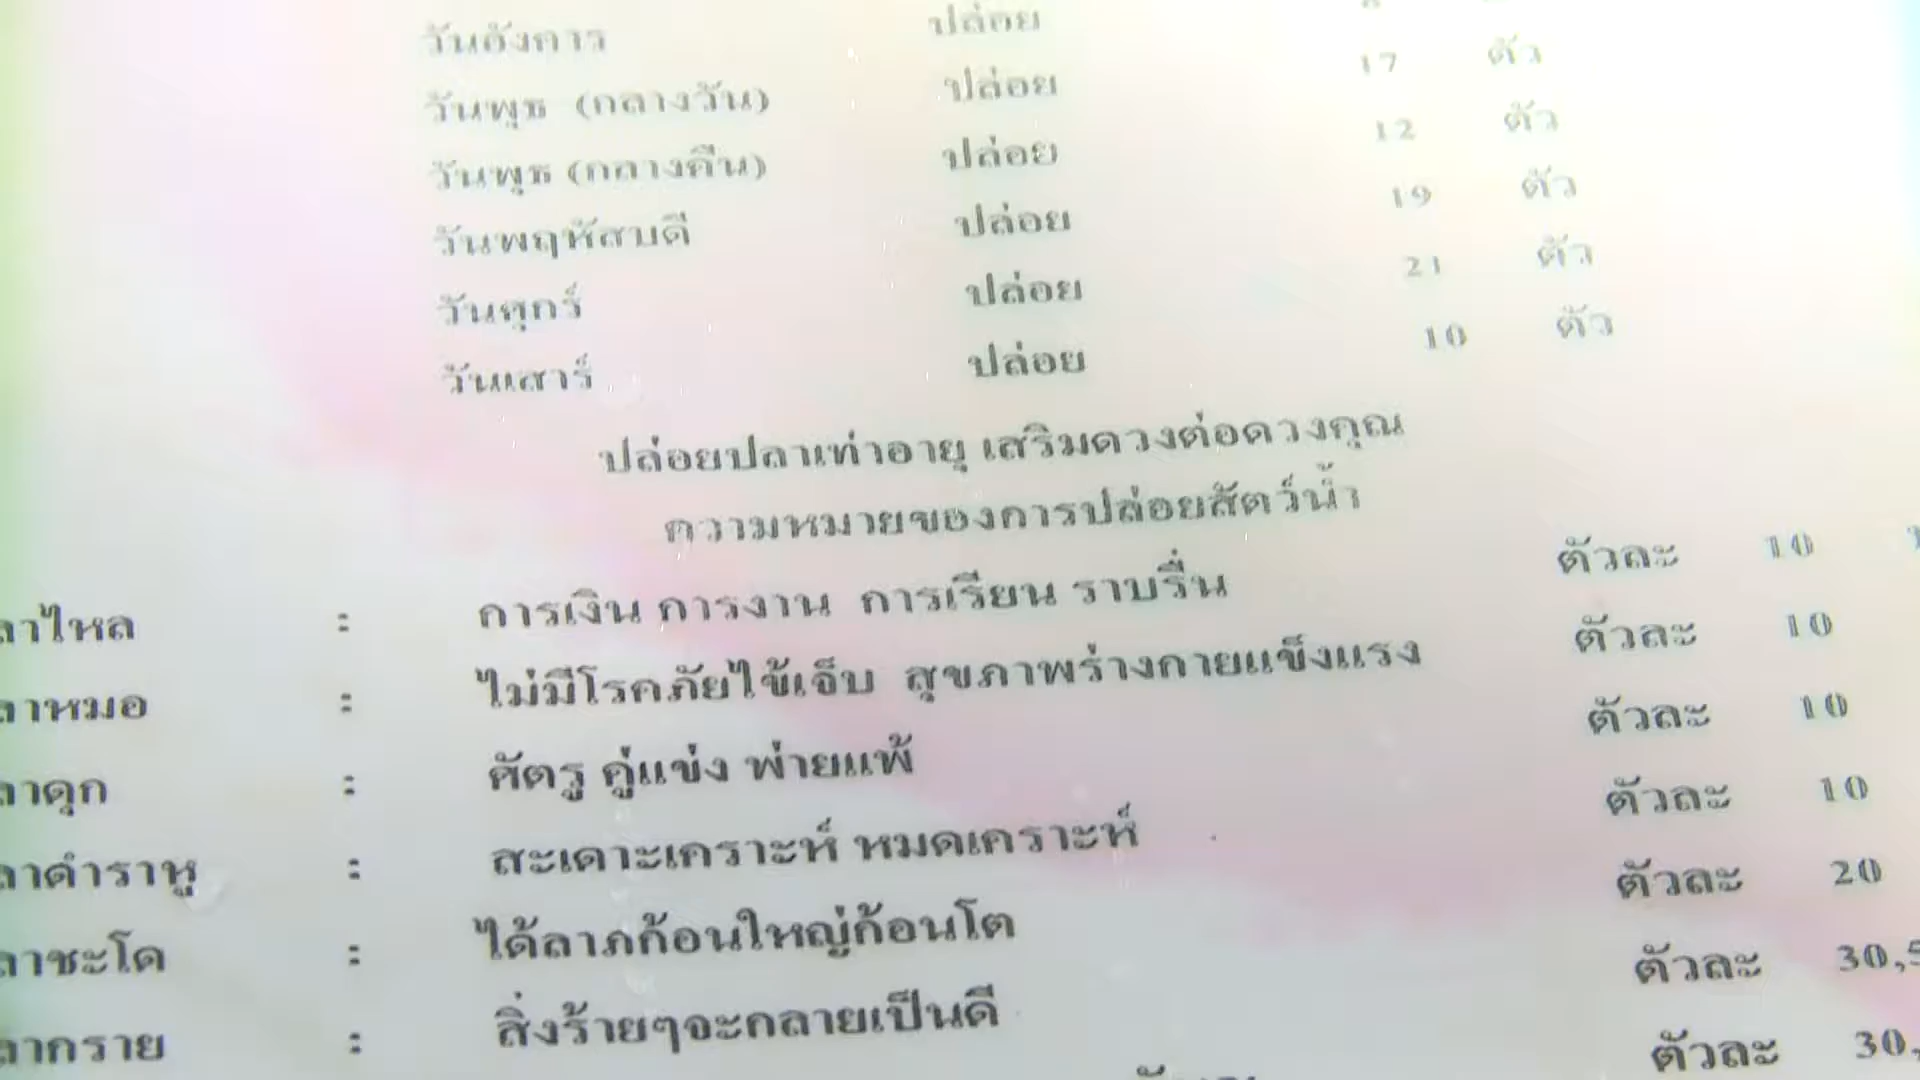 วันอังคาร ปล่อย
วันพุธ (กลางวัน) ปล่อย 17 ตัว
วันพุธ (กลางคืน) ปล่อย 12 ตัว
วันพฤหัสบดี ปล่อย 19 ตัว
วันศุกร์ ปล่อย 21 ตัว
วันเสาร์ ปล่อย 10 ตัว
ปล่อยปลาเท่าอายุ เสริมดวงต่อดวงคุณ
ความหมายของการปล่อยสัตว์น้ำ
ลาไหล : การเงิน การงาน การเรียน ราบรื่น ตัวละ 10
ลาหมอ : ไม่มีโรคภัยไข้เจ็บ สุขภาพร่างกายแข็งแรง ตัวละ 10
ลาดุก : ศัตรู คู่แข่ง พ่ายแพ้ ตัวละ 10
ลาดำราหู : สะเดาะเคราะห์ หมดเคราะห์ ตัวละ 10
ลาชะโด : ได้ลาภก้อนใหญ่ก้อนโต ตัวละ 20
ลากราย : สิ่งร้ายๆจะกลายเป็นดี ตัวละ 30,5
ตัวละ 30,